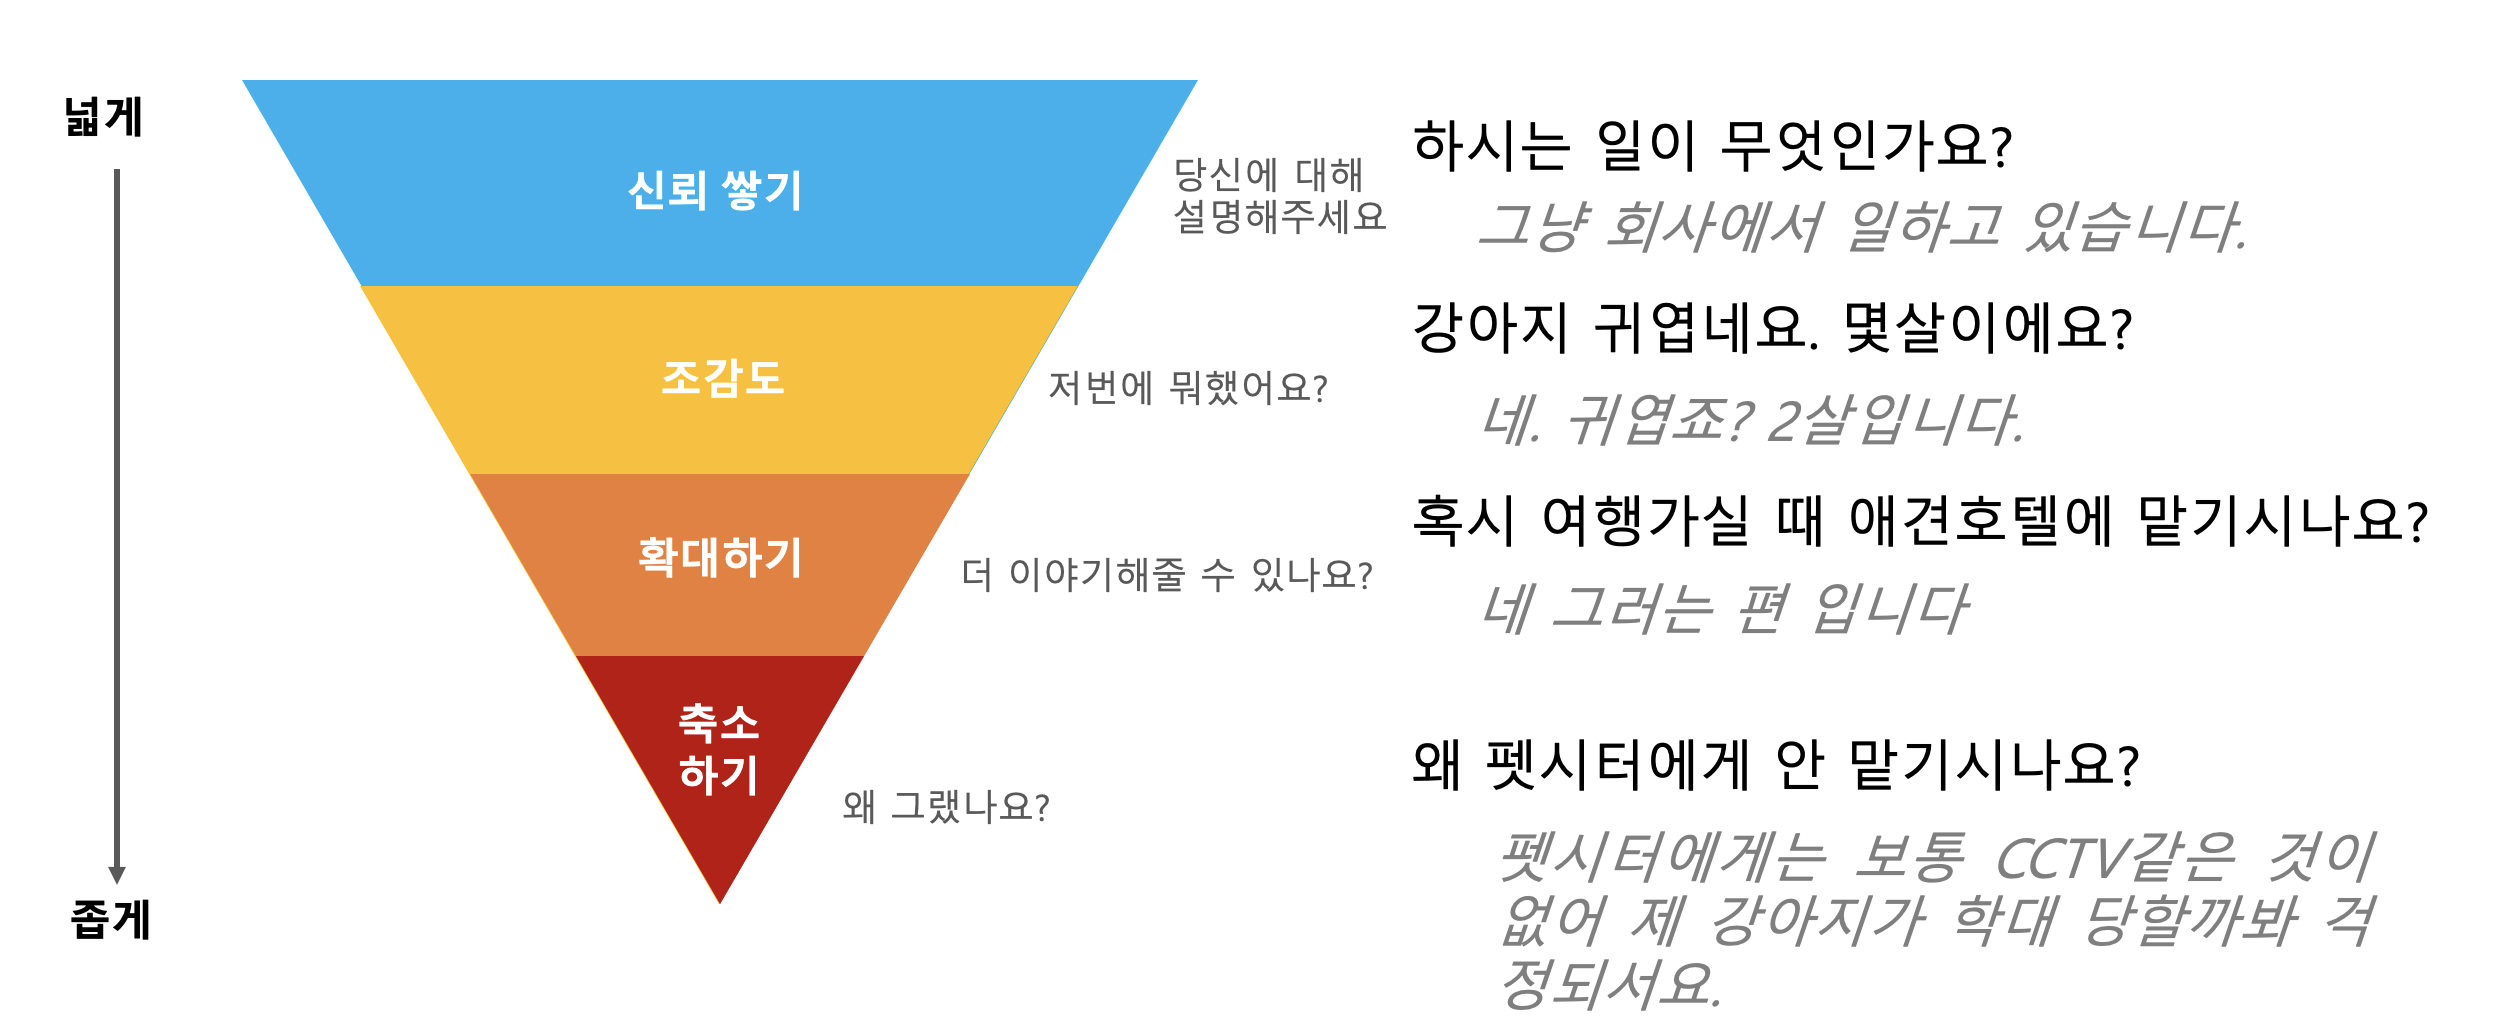 넓게
신뢰 쌓기
당신에 대해
설명해주세요
하시는 일이 무엇인가요?
그냥 회사에서 일하고 있습니다.
조감도
저번에 뭐했어요?
강아지 귀엽네요. 몇살이에요?
네. 귀엽죠? 2살입니다.
확대하기
더 이야기해줄 수 있나요?
혹시 여행가실 때 애견호텔에 맡기시나요?
네 그러는 편 입니다
축소
하기
왜 그랬나요?
왜 펫시터에게 안 맡기시나요?
펫시터에게는 보통 CCTV같은 것이
없어 제 강아지가 학대 당할까봐 걱
정되서요.
좁게